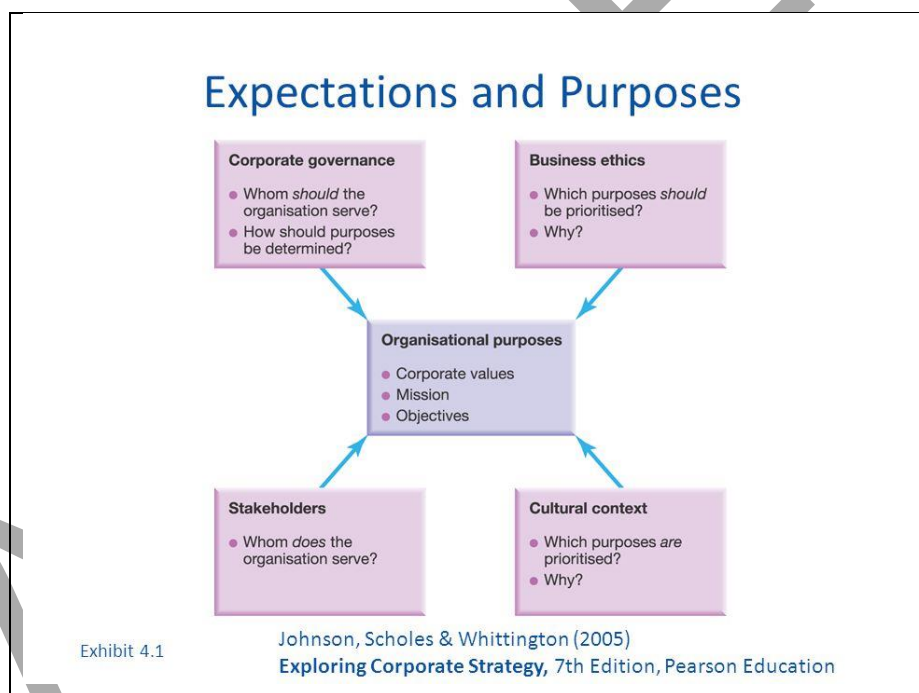 Expectations and Purposes
Corporate governance
● Whom should the
organisation serve?
● How should purposes
be determined?
Business ethics
● Which purposes should
be prioritised?
● Why?
Organisational purposes
● Corporate values
● Mission
● Objectives
Stakeholders
● Whom does the
organisation serve?
Cultural context
● Which purposes are
prioritised?
● Why?
Exhibit 4.1
Johnson, Scholes & Whittington (2005)
Exploring Corporate Strategy, 7th Edition, Pearson Education